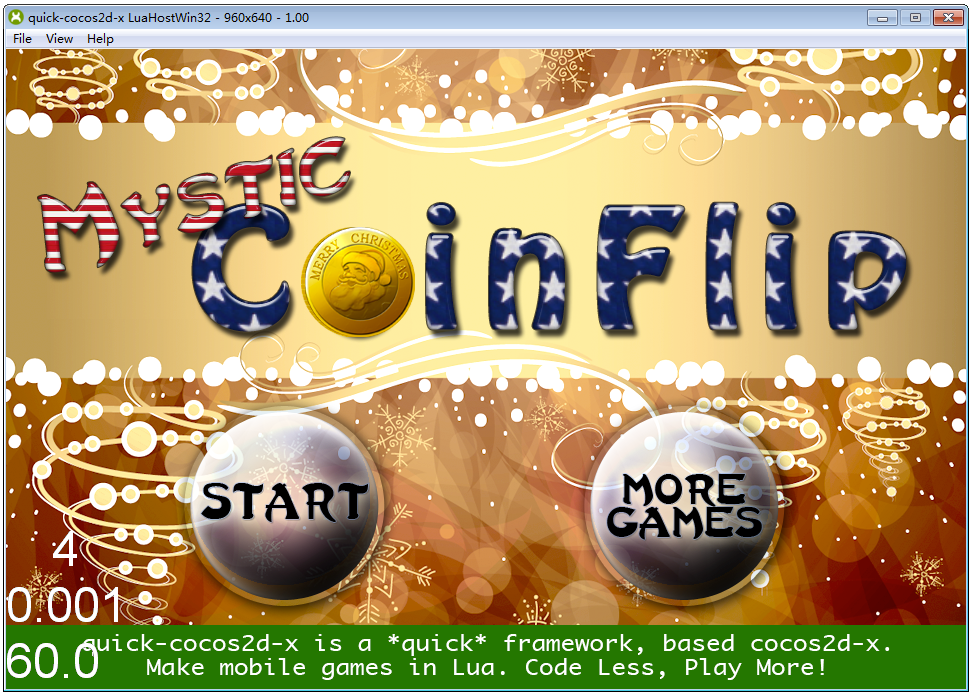 quick-cocos2d-x LuaHostWin32 - 960x640 - 1.00
File View Help
MYSTIC
CoinFlip
MERRY CHRISTMAS
START
MORE
GAMES
4
0.001
60.0
quick-cocos2d-x is a *quick* framework, based cocos2d-x.
Make mobile games in Lua. Code Less, Play More!